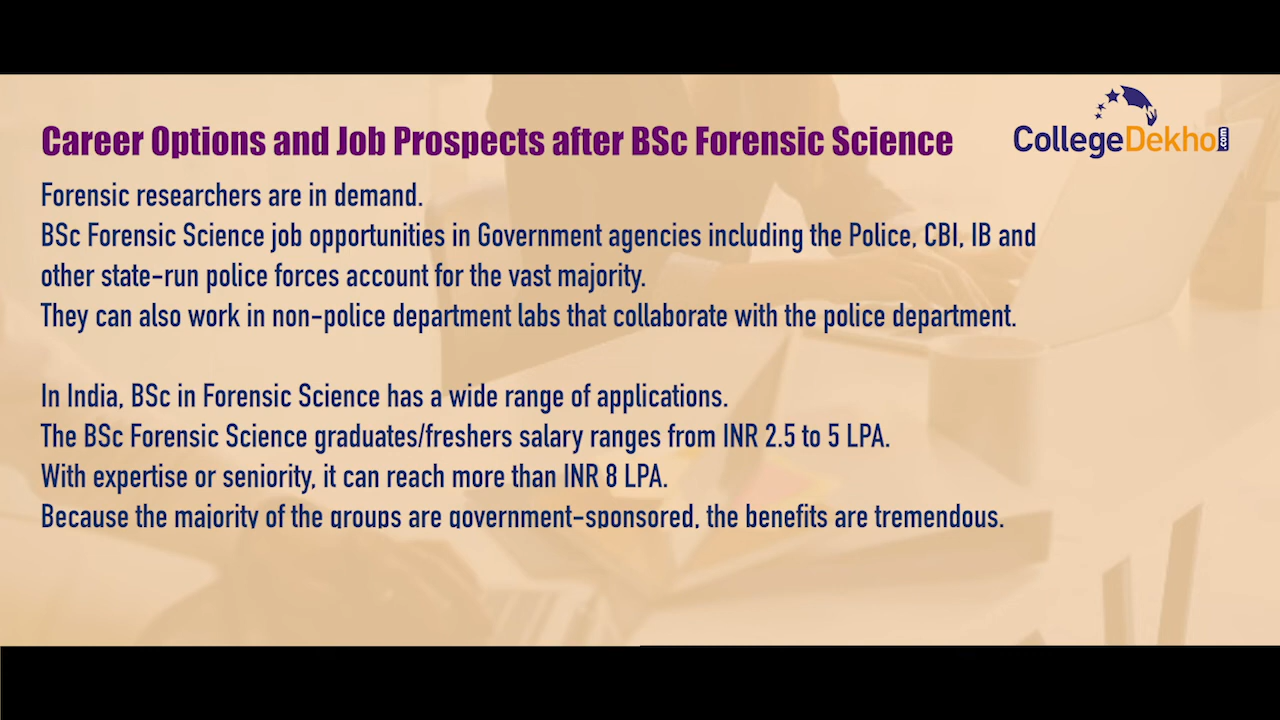 Career Options and Job Prospects after BSc Forensic Science
CollegeDekho.com
Forensic researchers are in demand.
BSc Forensic Science job opportunities in Government agencies including the Police, CBI, IB and
other state-run police forces account for the vast majority.
They can also work in non-police department labs that collaborate with the police department.
In India, BSc in Forensic Science has a wide range of applications.
The BSc Forensic Science graduates/freshers salary ranges from INR 2.5 to 5 LPA.
With expertise or seniority, it can reach more than INR 8 LPA.
Because the majority of the groups are government-sponsored, the benefits are tremendous.